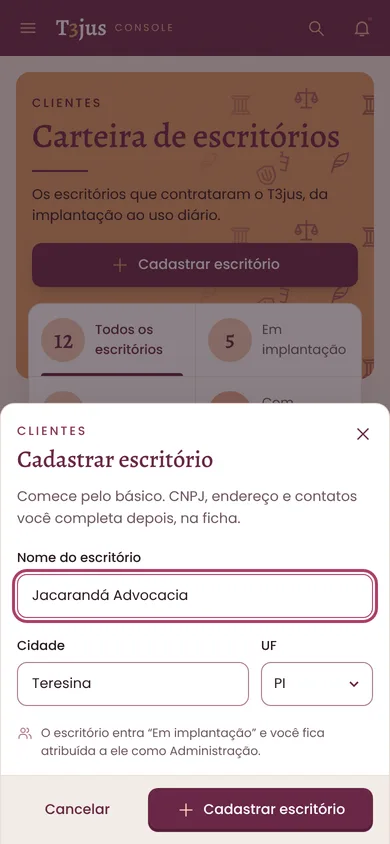 T3jus CONSOLE
CLIENTES
Carteira de escritórios
Os escritórios que contrataram o T3jus, da
implantação ao uso diário.
Cadastrar escritório
12
Todos os
escritórios
5
Em
implantação
Com
CLIENTES
Cadastrar escritório
Comece pelo básico. CNPJ, endereço e contatos
você completa depois, na ficha.
Nome do escritório
Jacarandá Advocacia
Cidade
UF
Teresina
PI
O escritório entra “Em implantação” e você fica
atribuída a ele como Administração.
Cancelar
Cadastrar escritório